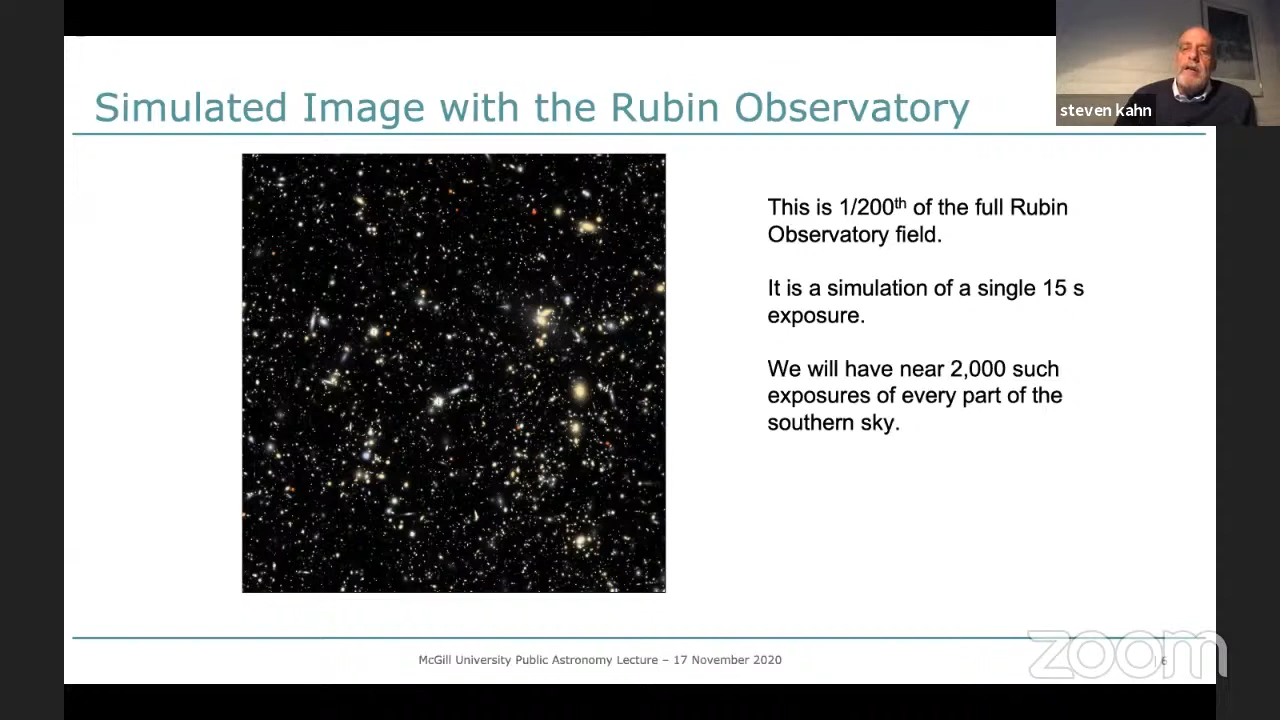 Simulated Image with the Rubin Observatory
steven kahn
This is 1/200th of the full Rubin
Observatory field.
It is a simulation of a single 15 s
exposure.
We will have near 2,000 such
exposures of every part of the
southern sky.
McGill University Public Astronomy Lecture – 17 November 2020
| 6
zoom